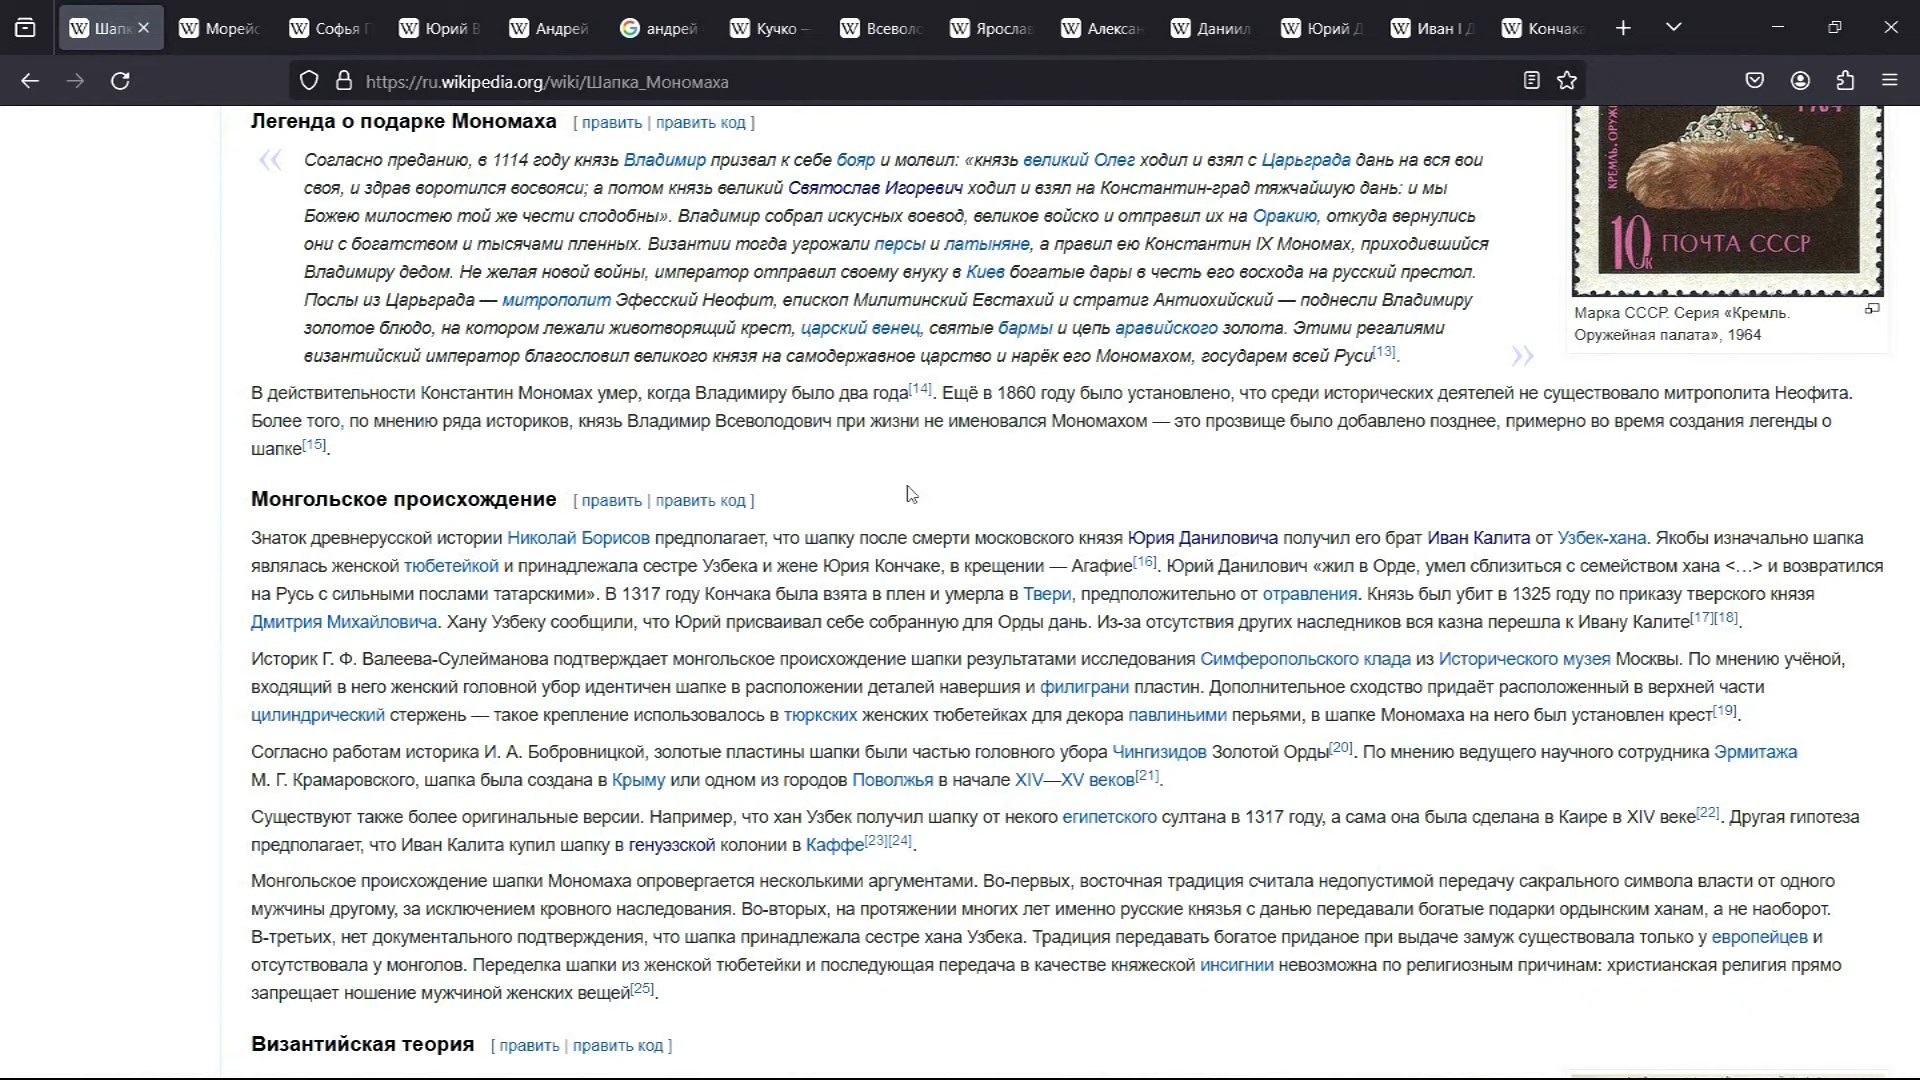 Шапк
Морейс
Софья П
Юрий В
Андрей
андрей
Кучко —
Всеволо
Ярослав
Алексан
Даниил
Юрий Д
Иван I Д
Кончака
https://ru.wikipedia.org/wiki/Шапка_Мономаха
Легенда о подарке Мономаха [ править | править код ]
« Согласно преданию, в 1114 году князь Владимир призвал к себе бояр и молвил: «князь великий Олег ходил и взял с Царьграда дань на вся вои
своя, и здрав воротился восвояси; а потом князь великий Святослав Игоревич ходил и взял на Константин-град тяжчайшую дань: и мы
Божею милостею той же чести сподобны». Владимир собрал искусных воевод, великое войско и отправил их на Оракию, откуда вернулись
они с богатством и тысячами пленных. Византии тогда угрожали персы и латыняне, а правил ею Константин IX Мономах, приходившийся
Владимиру дедом. Не желая новой войны, император отправил своему внуку в Киев богатые дары в честь его восхода на русский престол.
Послы из Царьграда — митрополит Эфесский Неофит, епископ Милитинский Евстахий и стратиг Антиохийский — поднесли Владимиру
золотое блюдо, на котором лежали животворящий крест, царский венец, святые бармы и цепь аравийского золота. Этими регалиями
византийский император благословил великого князя на самодержавное царство и нарёк его Мономахом, государем всей Руси[13]. »
КРЕМЛЬ. ОРУЖ
10к ПОЧТА СССР
Марка СССР. Серия «Кремль.
Оружейная палата», 1964
В действительности Константин Мономах умер, когда Владимиру было два года[14]. Ещё в 1860 году было установлено, что среди исторических деятелей не существовало митрополита Неофита.
Более того, по мнению ряда историков, князь Владимир Всеволодович при жизни не именовался Мономахом — это прозвище было добавлено позднее, примерно во время создания легенды о
шапке[15].
Монгольское происхождение [ править | править код ]
Знаток древнерусской истории Николай Борисов предполагает, что шапку после смерти московского князя Юрия Даниловича получил его брат Иван Калита от Узбек-хана. Якобы изначально шапка
являлась женской тюбетейкой и принадлежала сестре Узбека и жене Юрия Кончаке, в крещении — Агафие[16]. Юрий Данилович «жил в Орде, умел сблизиться с семейством хана <…> и возвратился
на Русь с сильными послами татарскими». В 1317 году Кончака была взята в плен и умерла в Твери, предположительно от отравления. Князь был убит в 1325 году по приказу тверского князя
Дмитрия Михайловича. Хану Узбеку сообщили, что Юрий присваивал себе собранную для Орды дань. Из-за отсутствия других наследников вся казна перешла к Ивану Калите[17][18].
Историк Г. Ф. Валеева-Сулейманова подтверждает монгольское происхождение шапки результатами исследования Симферопольского клада из Исторического музея Москвы. По мнению учёной,
входящий в него женский головной убор идентичен шапке в расположении деталей навершия и филиграни пластин. Дополнительное сходство придаёт расположенный в верхней части
цилиндрический стержень — такое крепление использовалось в тюркских женских тюбетейках для декора павлиньими перьями, в шапке Мономаха на него был установлен крест[19].
Согласно работам историка И. А. Бобровницкой, золотые пластины шапки были частью головного убора Чингизидов Золотой Орды[20]. По мнению ведущего научного сотрудника Эрмитажа
М. Г. Крамаровского, шапка была создана в Крыму или одном из городов Поволжья в начале XIV—XV веков[21].
Существуют также более оригинальные версии. Например, что хан Узбек получил шапку от некого египетского султана в 1317 году, а сама она была сделана в Каире в XIV веке[22]. Другая гипотеза
предполагает, что Иван Калита купил шапку в генуэзской колонии в Каффе[23][24].
Монгольское происхождение шапки Мономаха опровергается несколькими аргументами. Во-первых, восточная традиция считала недопустимой передачу сакрального символа власти от одного
мужчины другому, за исключением кровного наследования. Во-вторых, на протяжении многих лет именно русские князья с данью передавали богатые подарки ордынским ханам, а не наоборот.
В-третьих, нет документального подтверждения, что шапка принадлежала сестре хана Узбека. Традиция передавать богатое приданое при выдаче замуж существовала только у европейцев и
отсутствовала у монголов. Переделка шапки из женской тюбетейки и последующая передача в качестве княжеской инсигнии невозможна по религиозным причинам: христианская религия прямо
запрещает ношение мужчиной женских вещей[25].
Византийская теория [ править | править код ]